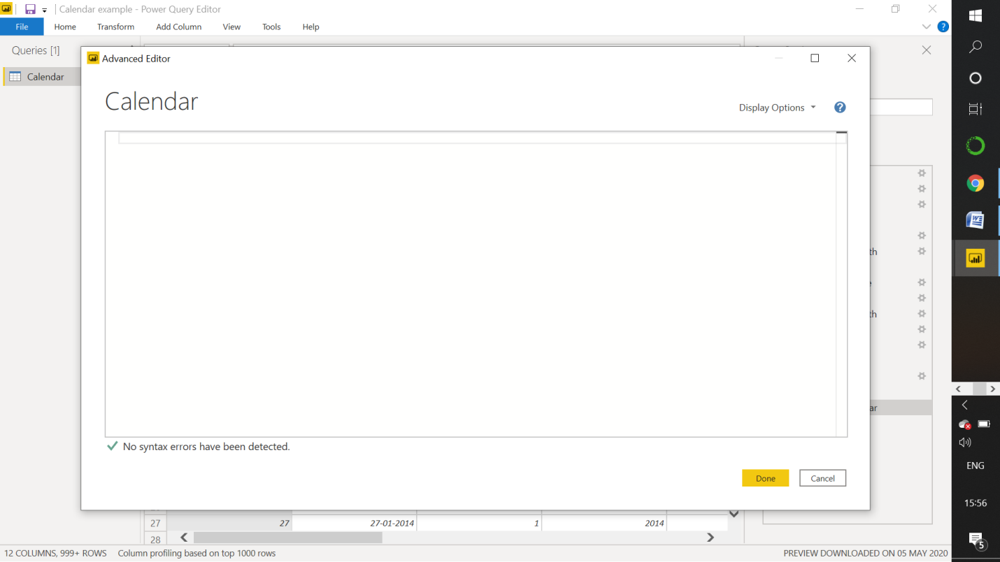 Calendar example - Power Query Editor
File Home Transform Add Column View Tools Help
Queries [1]
Calendar
Advanced Editor
Calendar
Display Options
No syntax errors have been detected.
Done Cancel
th
th
ar
27 27 27-01-2014 1 2014
28
12 COLUMNS, 999+ ROWS Column profiling based on top 1000 rows PREVIEW DOWNLOADED ON 05 MAY 2020
ENG
15:56
5